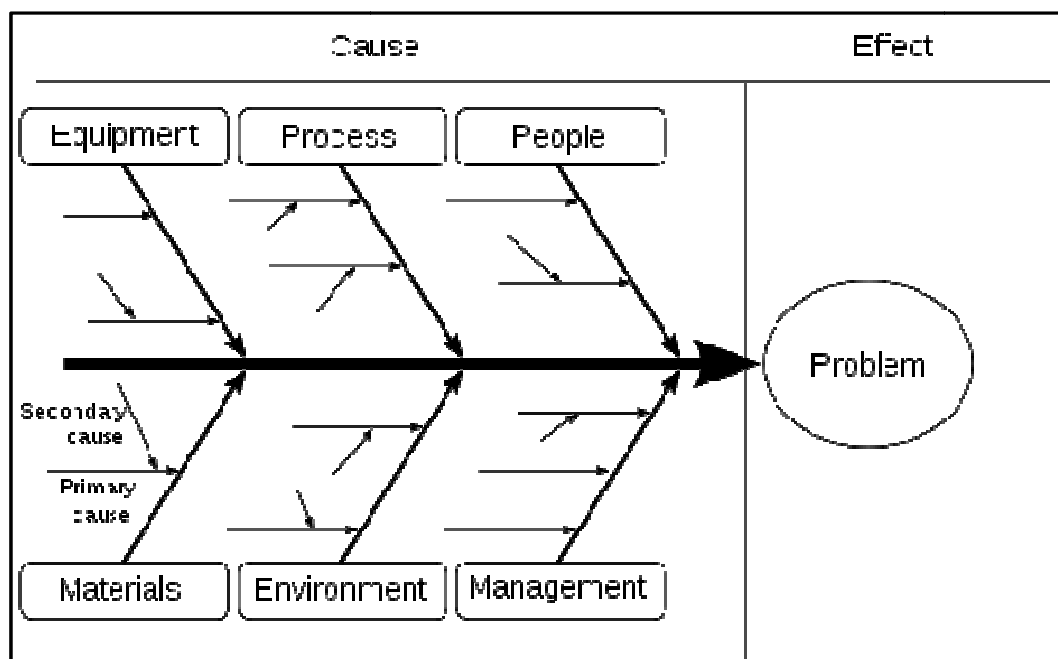 Cause
Effect
Equipment
Process
People
Problem
Secondary
cause
Primary
cause
Materials
Environment
Management